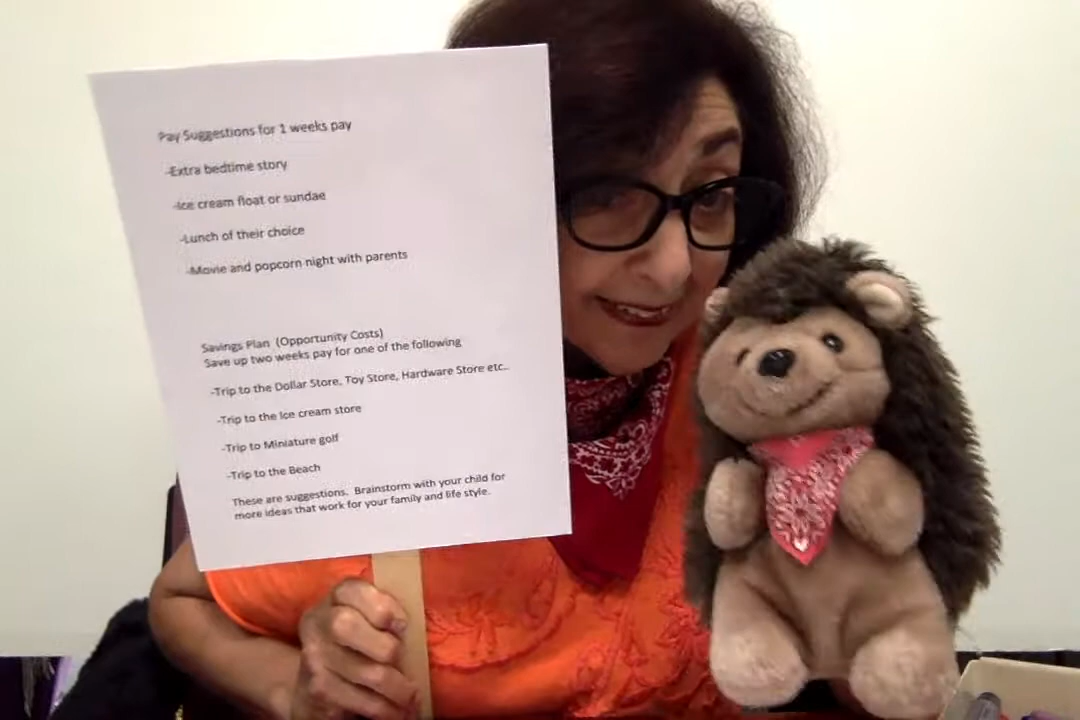 Pay Suggestions for 1 weeks pay
-Extra bedtime story
-Ice cream float or sundae
-Lunch of their choice
-Movie and popcorn night with parents
Savings Plan (Opportunity Costs)
Save up two weeks pay for one of the following
-Trip to the Dollar Store, Toy Store, Hardware Store etc..
-Trip to the Ice cream store
-Trip to Miniature golf
-Trip to the Beach
These are suggestions. Brainstorm with your child for
more ideas that work for your family and life style.